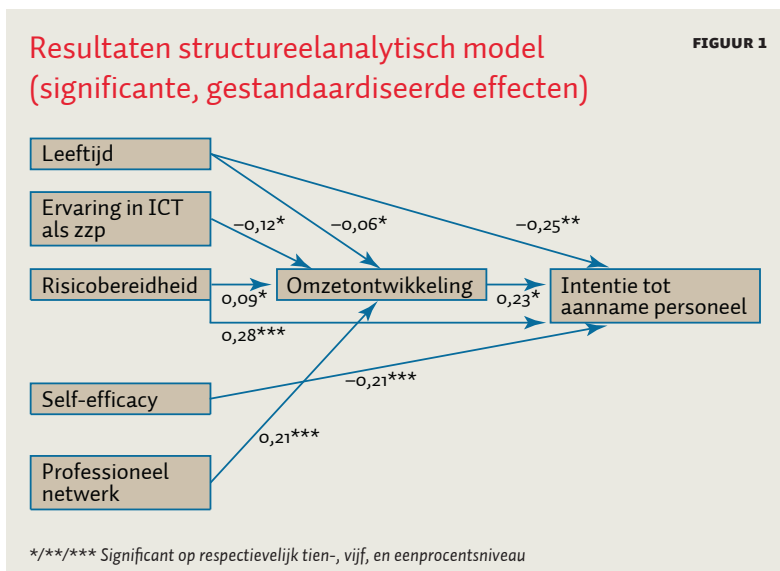 Resultaten structureelanalytisch model
(significante, gestandaardiseerde effecten)
FIGUUR 1
Leeftijd
Ervaring in ICT
als zzp
−0,12*
−0,06*
−0,25**
Risicobereidheid
0,09*
Omzetontwikkeling
0,23*
Intentie tot
aanname personeel
0,28***
Self-efficacy
−0,21***
0,21***
Professioneel
netwerk
*/**/*** Significant op respectievelijk tien-, vijf, en eenprocentsniveau